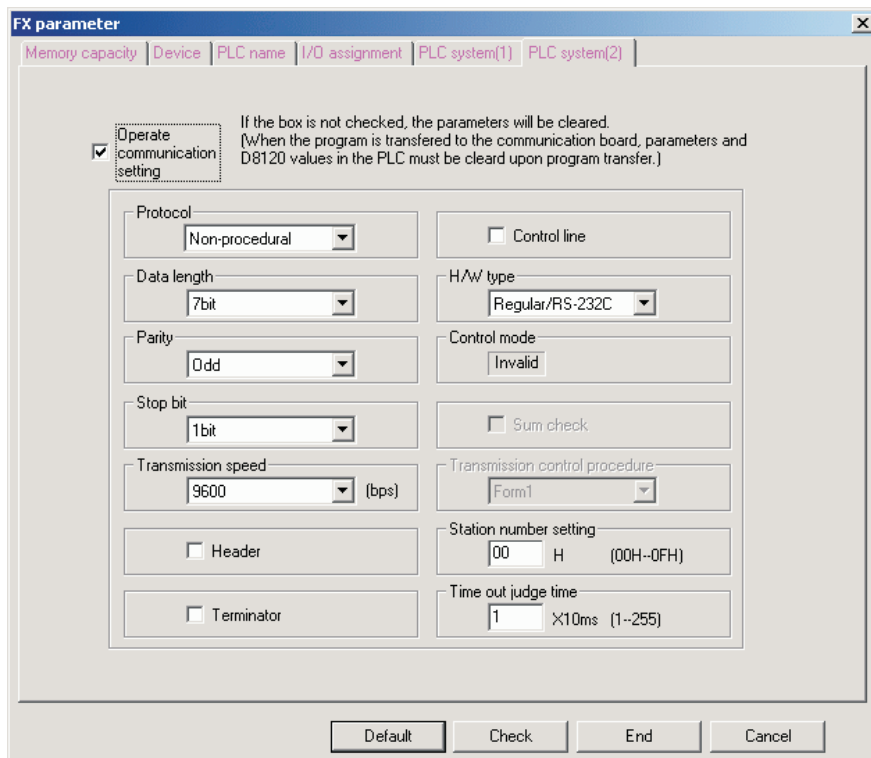 FX parameter
Memory capacity Device PLC name I/O assignment PLC system(1) PLC system(2)
Operate communication setting
If the box is not checked, the parameters will be cleared.
(When the program is transfered to the communication board, parameters and
D8120 values in the PLC must be cleard upon program transfer.)
Protocol
Non-procedural
Control line
Data length
7bit
H/W type
Regular/RS-232C
Parity
Odd
Control mode
Invalid
Stop bit
1bit
Sum check
Transmission speed
9600 (bps)
Transmission control procedure
Form1
Header
Station number setting
00 H (00H--0FH)
Terminator
Time out judge time
1 X10ms (1--255)
Default Check End Cancel